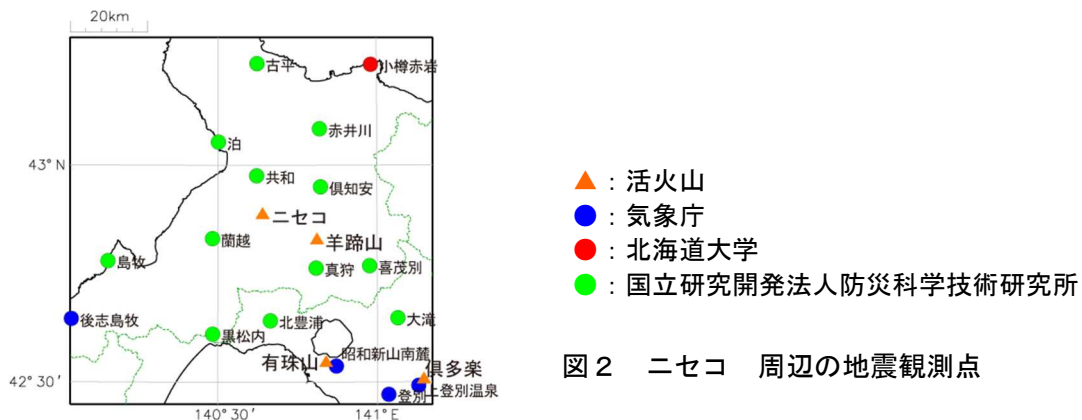 20km
古平
小樽赤岩
赤井川
泊
43°N
共和
倶知安
ニセコ
蘭越
羊蹄山
島牧
真狩
喜茂別
後志島牧
北豊浦
大滝
黒松内
昭和新山南麓
有珠山
倶多楽
42°30′
上登別温泉
登別
140°30′
141°E
：活火山
：気象庁
：北海道大学
：国立研究開発法人防災科学技術研究所
図２　ニセコ　周辺の地震観測点